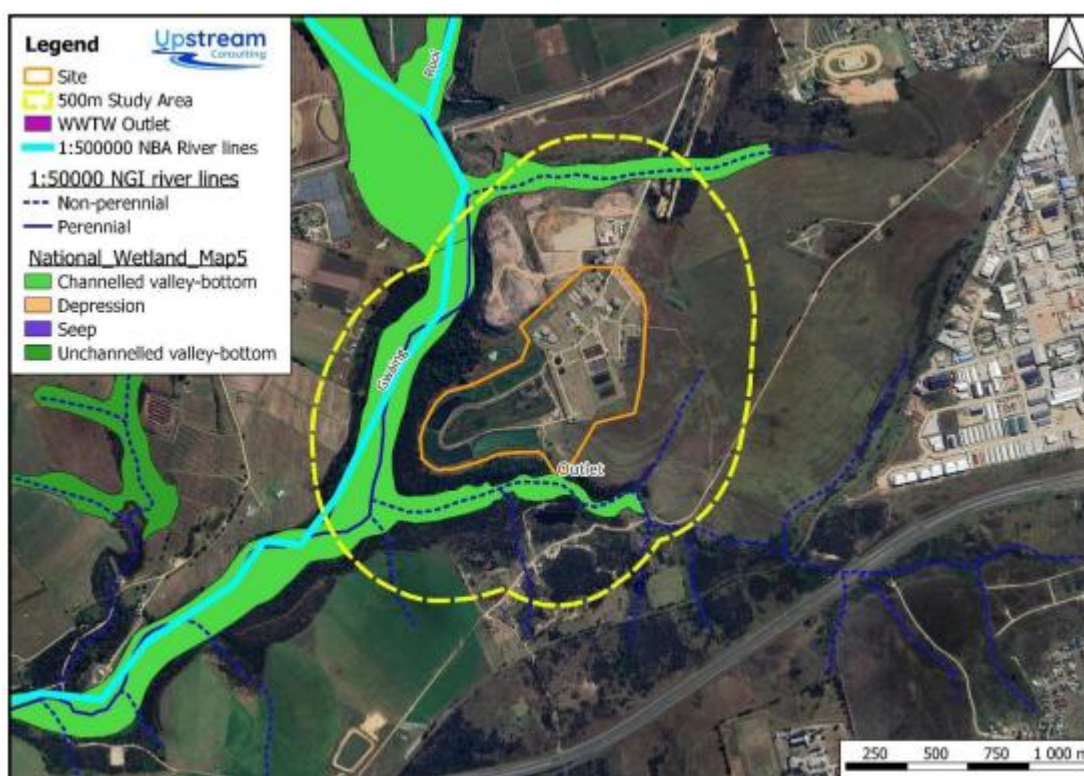 Legend
Upstream
Consulting
Site
500m Study Area
WWTW Outlet
1:500000 NBA River lines
1:50000 NGI river lines
Non-perennial
Perennial
National_Wetland_Map5
Channelled valley-bottom
Depression
Seep
Unchannelled valley-bottom
Rooi
Gwaing
Outlet
250 500 750 1 000 m